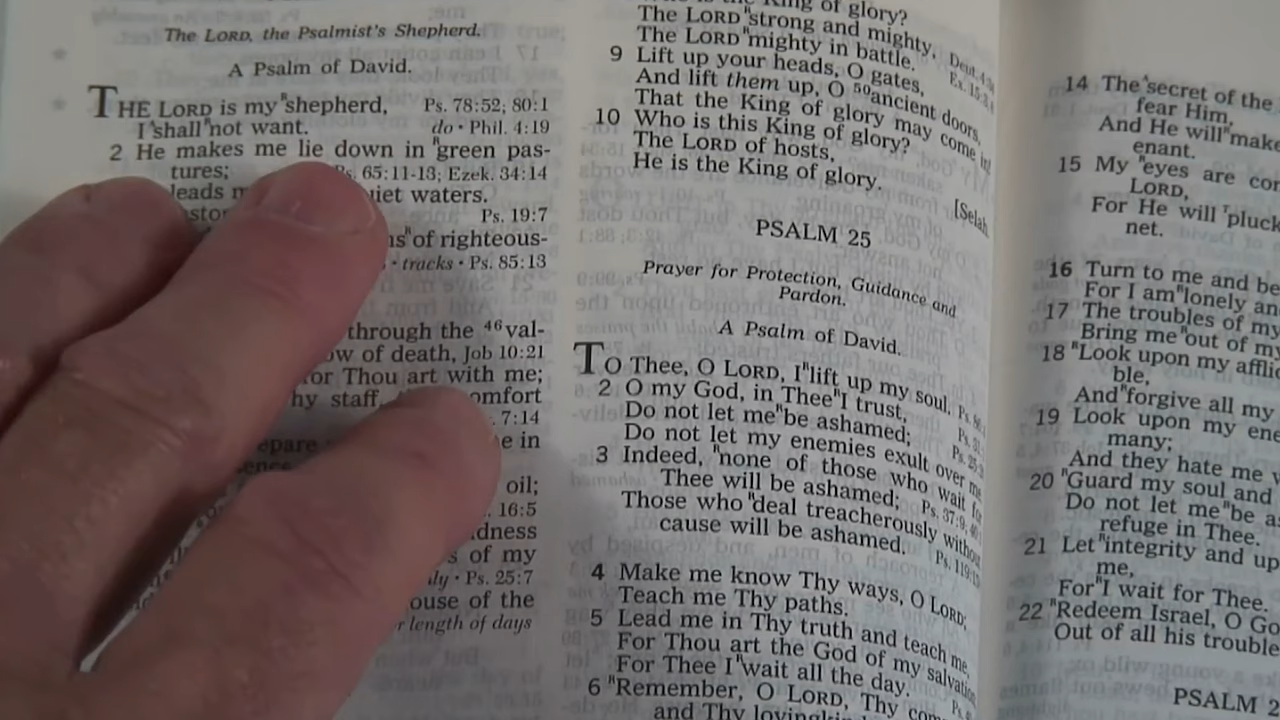 The LORD, the Psalmist's Shepherd.
A Psalm of David.
THE LORD is my "shepherd, Ps. 78:52; 80:1
I "shall "not want. do • Phil. 4:19
2 He makes me lie down in "green pas-
tures; 65:11-13; Ezek. 34:14
leads waters.
Ps. 19:7
of righteous-
tracks • Ps. 85:13
through the 46val-
of death, Job 10:21
for Thou art with me;
staff,
7:14
in
oil;
16:5
of my
Ps. 25:7
of the
length of days
of glory?
The LORD "strong and mighty,
The LORD "mighty in battle.
9 Lift up your heads, O gates,
And lift them up, O 50ancient doors,
That the King of glory may come in!
10 Who is this King of glory?
The LORD of hosts,
He is the King of glory.
[Selah
PSALM 25
Prayer for Protection, Guidance and
Pardon.
A Psalm of David.
TO Thee, O LORD, I "lift up my soul.
2 O my God, in Thee "I trust,
Do not let me "be ashamed;
Do not let my enemies exult over me.
3 Indeed, "none of those who wait for
Thee will be ashamed;
Those who "deal treacherously without
cause will be ashamed.
4 Make me know Thy ways, O LORD;
Teach me Thy paths.
5 Lead me in Thy truth and teach me,
For Thou art the God of my salvation
For Thee I "wait all the day.
6 "Remember, O LORD, Thy
and Thy
14 The "secret of the
fear Him,
And He will "make
enant.
15 My "eyes are
LORD,
For He will "pluck
net.
16 Turn to me and be
For I am "lonely
17 The troubles of my
Bring me "out of my
18 "Look upon my
ble,
And "forgive all my
19 Look upon my
many;
And they hate me
20 "Guard my soul and
Do not let me "be
refuge in Thee.
21 Let "integrity and
me,
For "I wait for Thee.
22 "Redeem Israel, O
Out of all his
PSALM